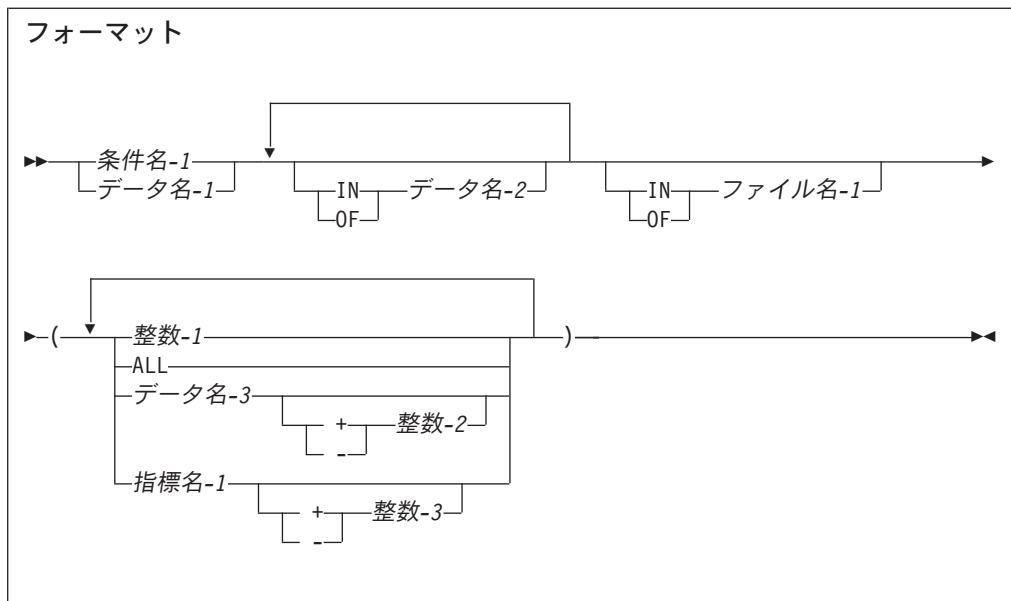 フォーマット
条件名-1
データ名-1
IN データ名-2
OF
IN ファイル名-1
OF
( 整数-1 )
ALL
データ名-3
+ 整数-2
-
指標名-1
+ 整数-3
-